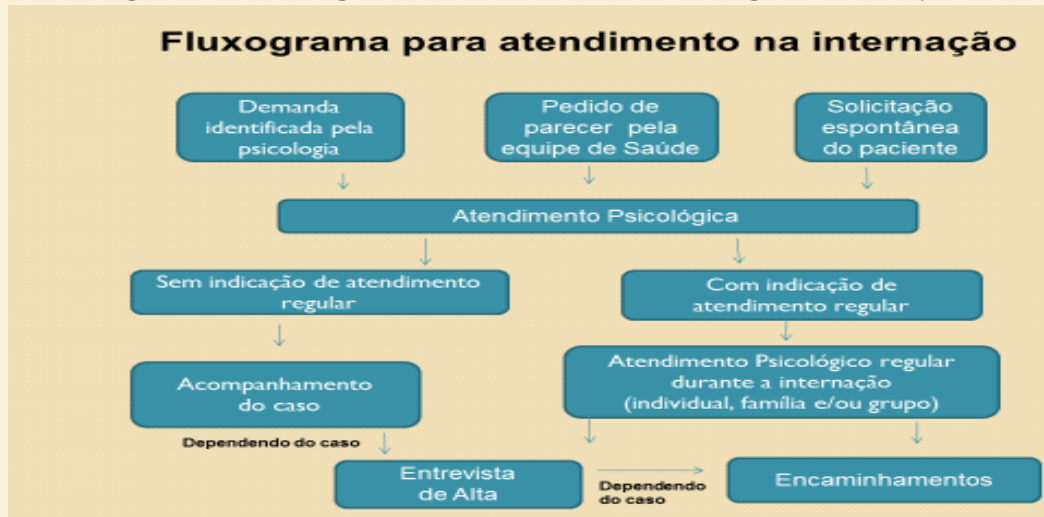 Fluxograma para atendimento na internação
Demanda
identificada pela
psicologia
Pedido de
parecer pela
equipe de Saúde
Solicitação
espontânea
do paciente
Atendimento Psicológica
Sem indicação de atendimento
regular
Com indicação de
atendimento regular
Acompanhamento
do caso
Atendimento Psicológico regular
durante a internação
(individual, família e/ou grupo)
Dependendo do caso
Entrevista
de Alta
Dependendo
do caso
Encaminhamentos